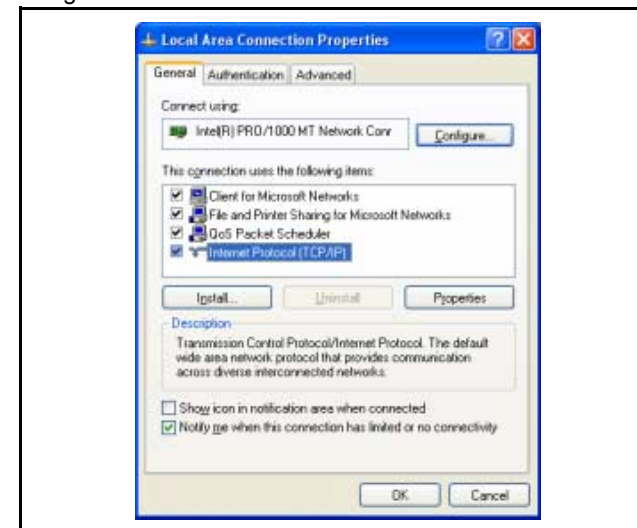 Local Area Connection Properties
General Authentication Advanced
Connect using:
Intel(R) PRO/1000 MT Network Conr
Configure...
This connection uses the following items:
Client for Microsoft Networks
File and Printer Sharing for Microsoft Networks
QoS Packet Scheduler
Internet Protocol (TCP/IP)
Install... Uninstall Properties
Description
Transmission Control Protocol/Internet Protocol. The default
wide area network protocol that provides communication
across diverse interconnected networks.
Show icon in notification area when connected
Notify me when this connection has limited or no connectivity
OK Cancel